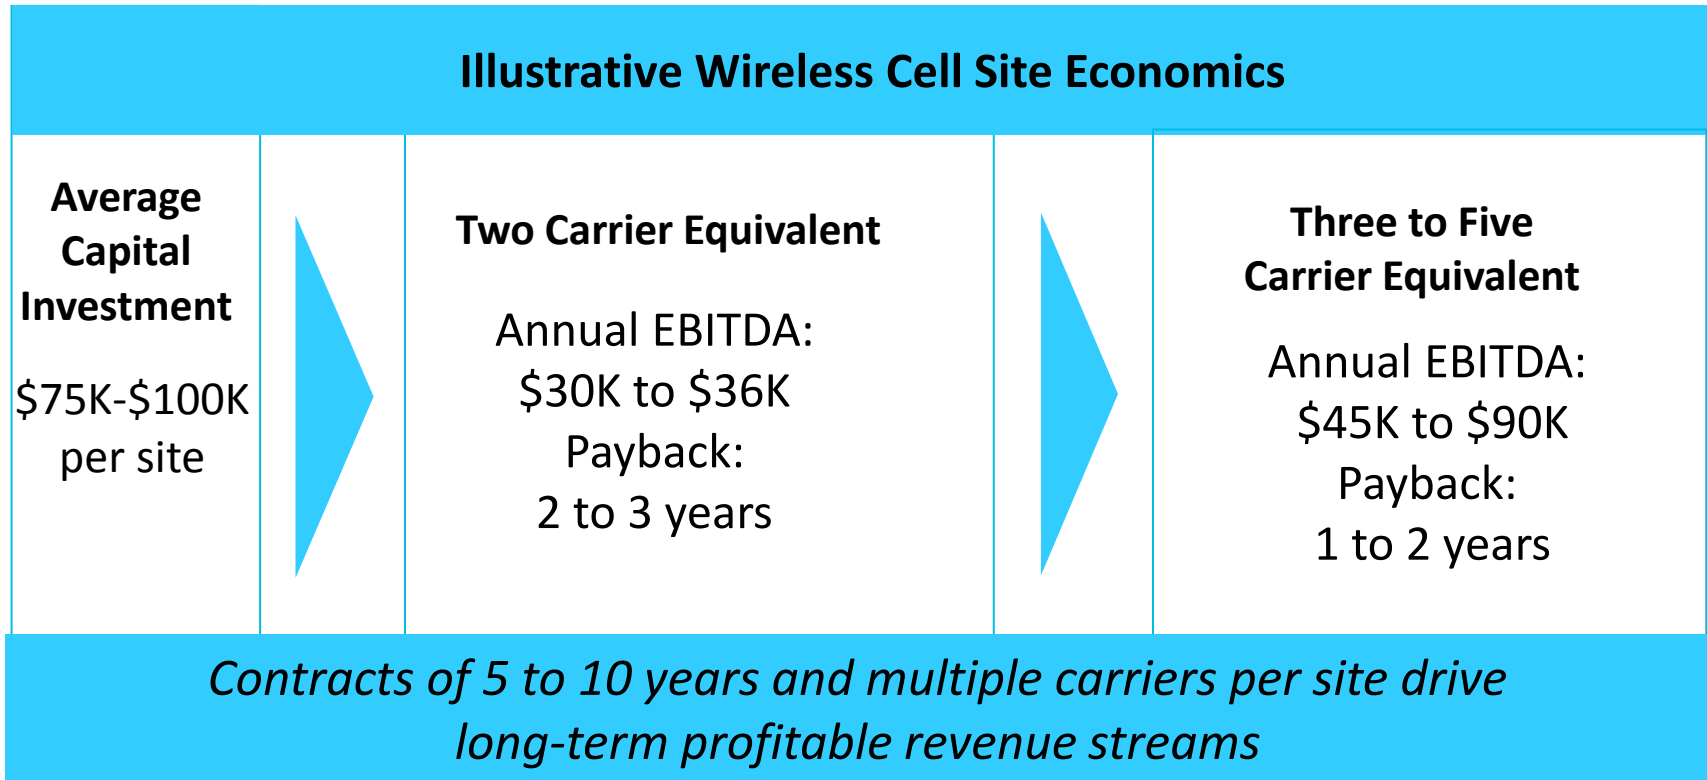 Illustrative Wireless Cell Site Economics
Average
Capital
Investment
$75K-$100K
per site
Two Carrier Equivalent
Annual EBITDA:
$30K to $36K
Payback:
2 to 3 years
Three to Five
Carrier Equivalent
Annual EBITDA:
$45K to $90K
Payback:
1 to 2 years
Contracts of 5 to 10 years and multiple carriers per site drive
long-term profitable revenue streams